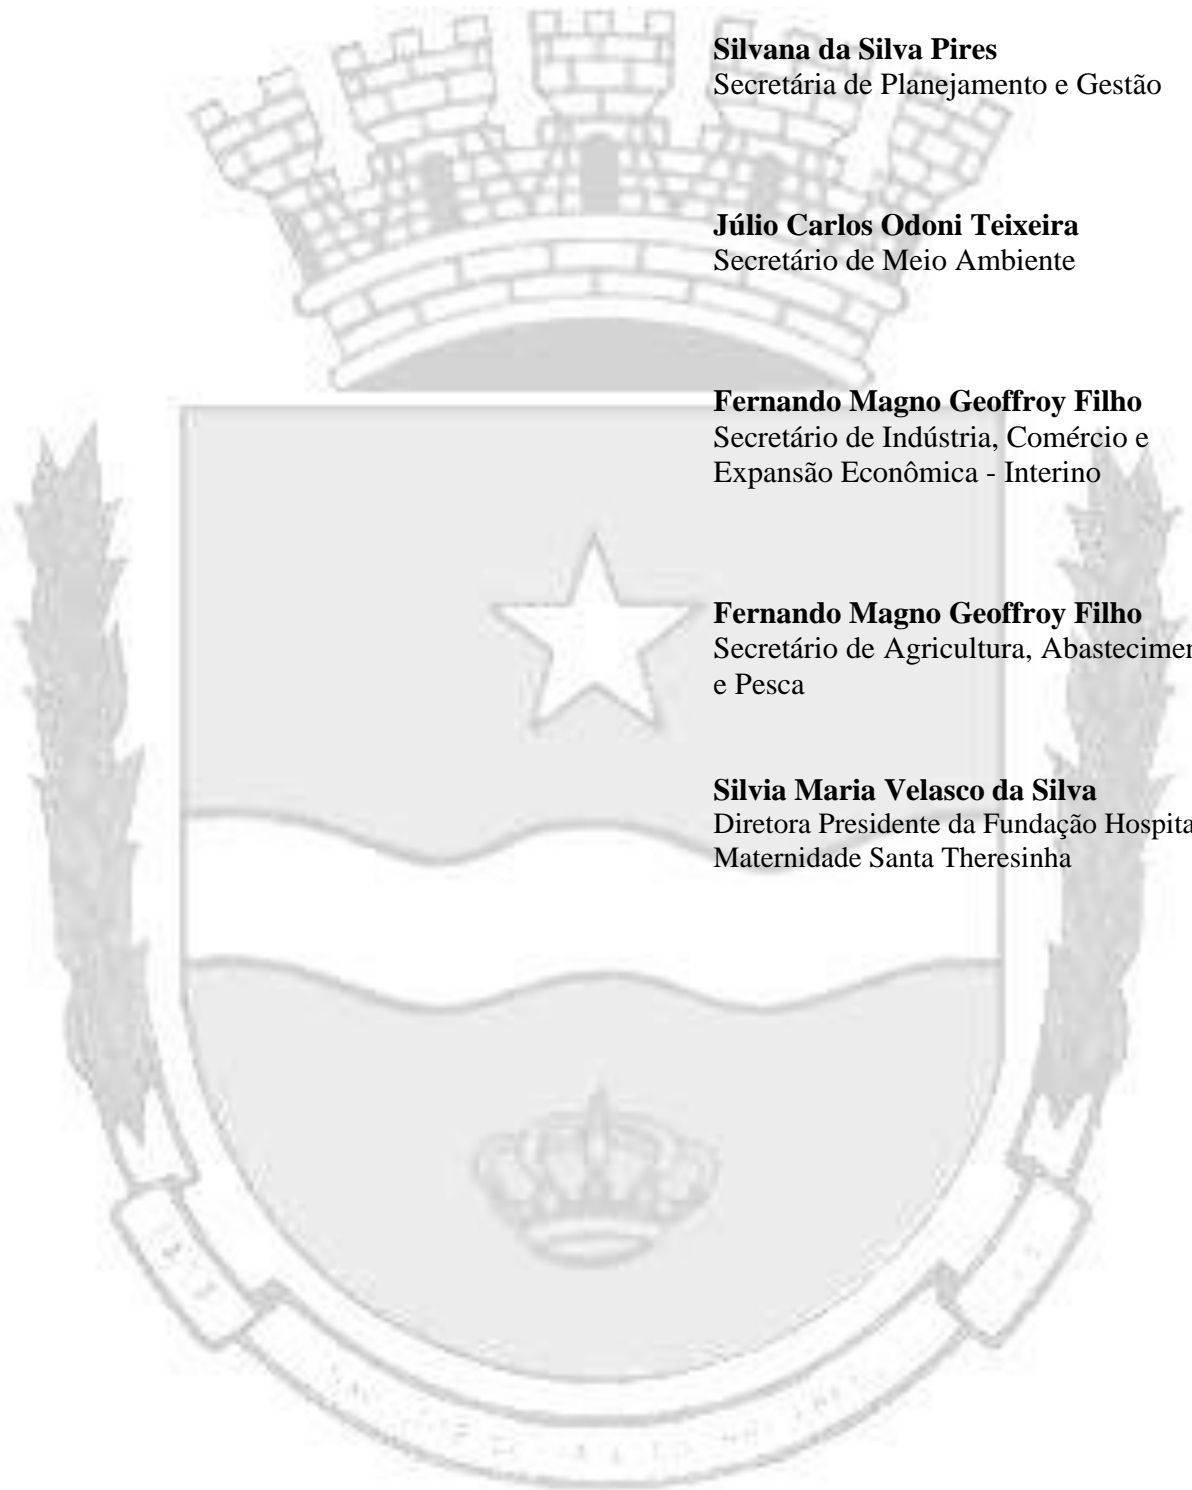 Silvana da Silva Pires
Secretária de Planejamento e Gestão
Júlio Carlos Odoni Teixeira
Secretário de Meio Ambiente
Fernando Magno Geoffroy Filho
Secretário de Indústria, Comércio e
Expansão Econômica - Interino
Fernando Magno Geoffroy Filho
Secretário de Agricultura, Abastecimen
e Pesca
Silvia Maria Velasco da Silva
Diretora Presidente da Fundação Hospita
Maternidade Santa Theresinha